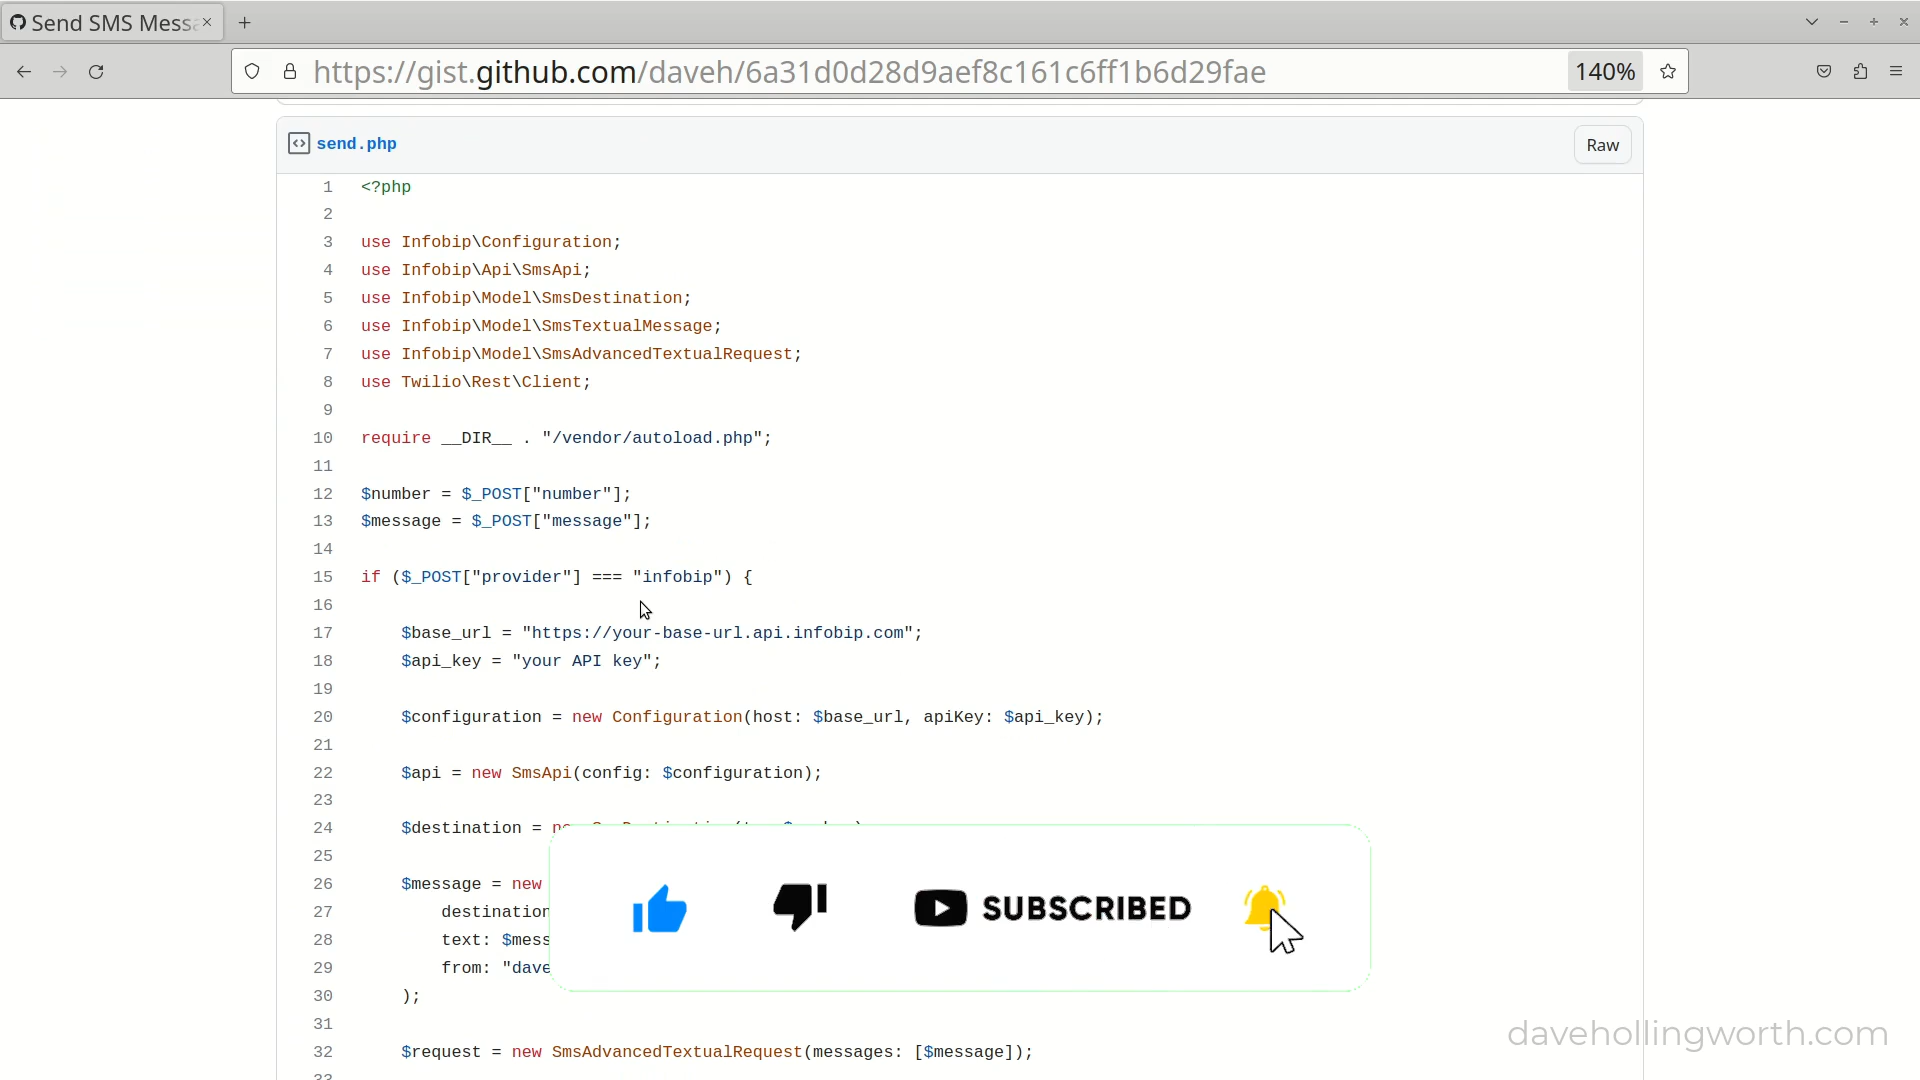 Send SMS Mess
https://gist.github.com/daveh/6a31d0d28d9aef8c161c6ff1b6d29fae
140%
send.php
Raw
1 <?php
2
3 use Infobip\Configuration;
4 use Infobip\Api\SmsApi;
5 use Infobip\Model\SmsDestination;
6 use Infobip\Model\SmsTextualMessage;
7 use Infobip\Model\SmsAdvancedTextualRequest;
8 use Twilio\Rest\Client;
9
10 require __DIR__ . "/vendor/autoload.php";
11
12 $number = $_POST["number"];
13 $message = $_POST["message"];
14
15 if ($_POST["provider"] === "infobip") {
16
17 $base_url = "https://your-base-url.api.infobip.com";
18 $api_key = "your API key";
19
20 $configuration = new Configuration(host: $base_url, apiKey: $api_key);
21
22 $api = new SmsApi(config: $configuration);
23
24 $destination =
25
26 $message = new
27 destination
28 text: $mess
29 from: "dave
30 );
31
32 $request = new SmsAdvancedTextualRequest(messages: [$message]);
SUBSCRIBED
davehollingworth.com